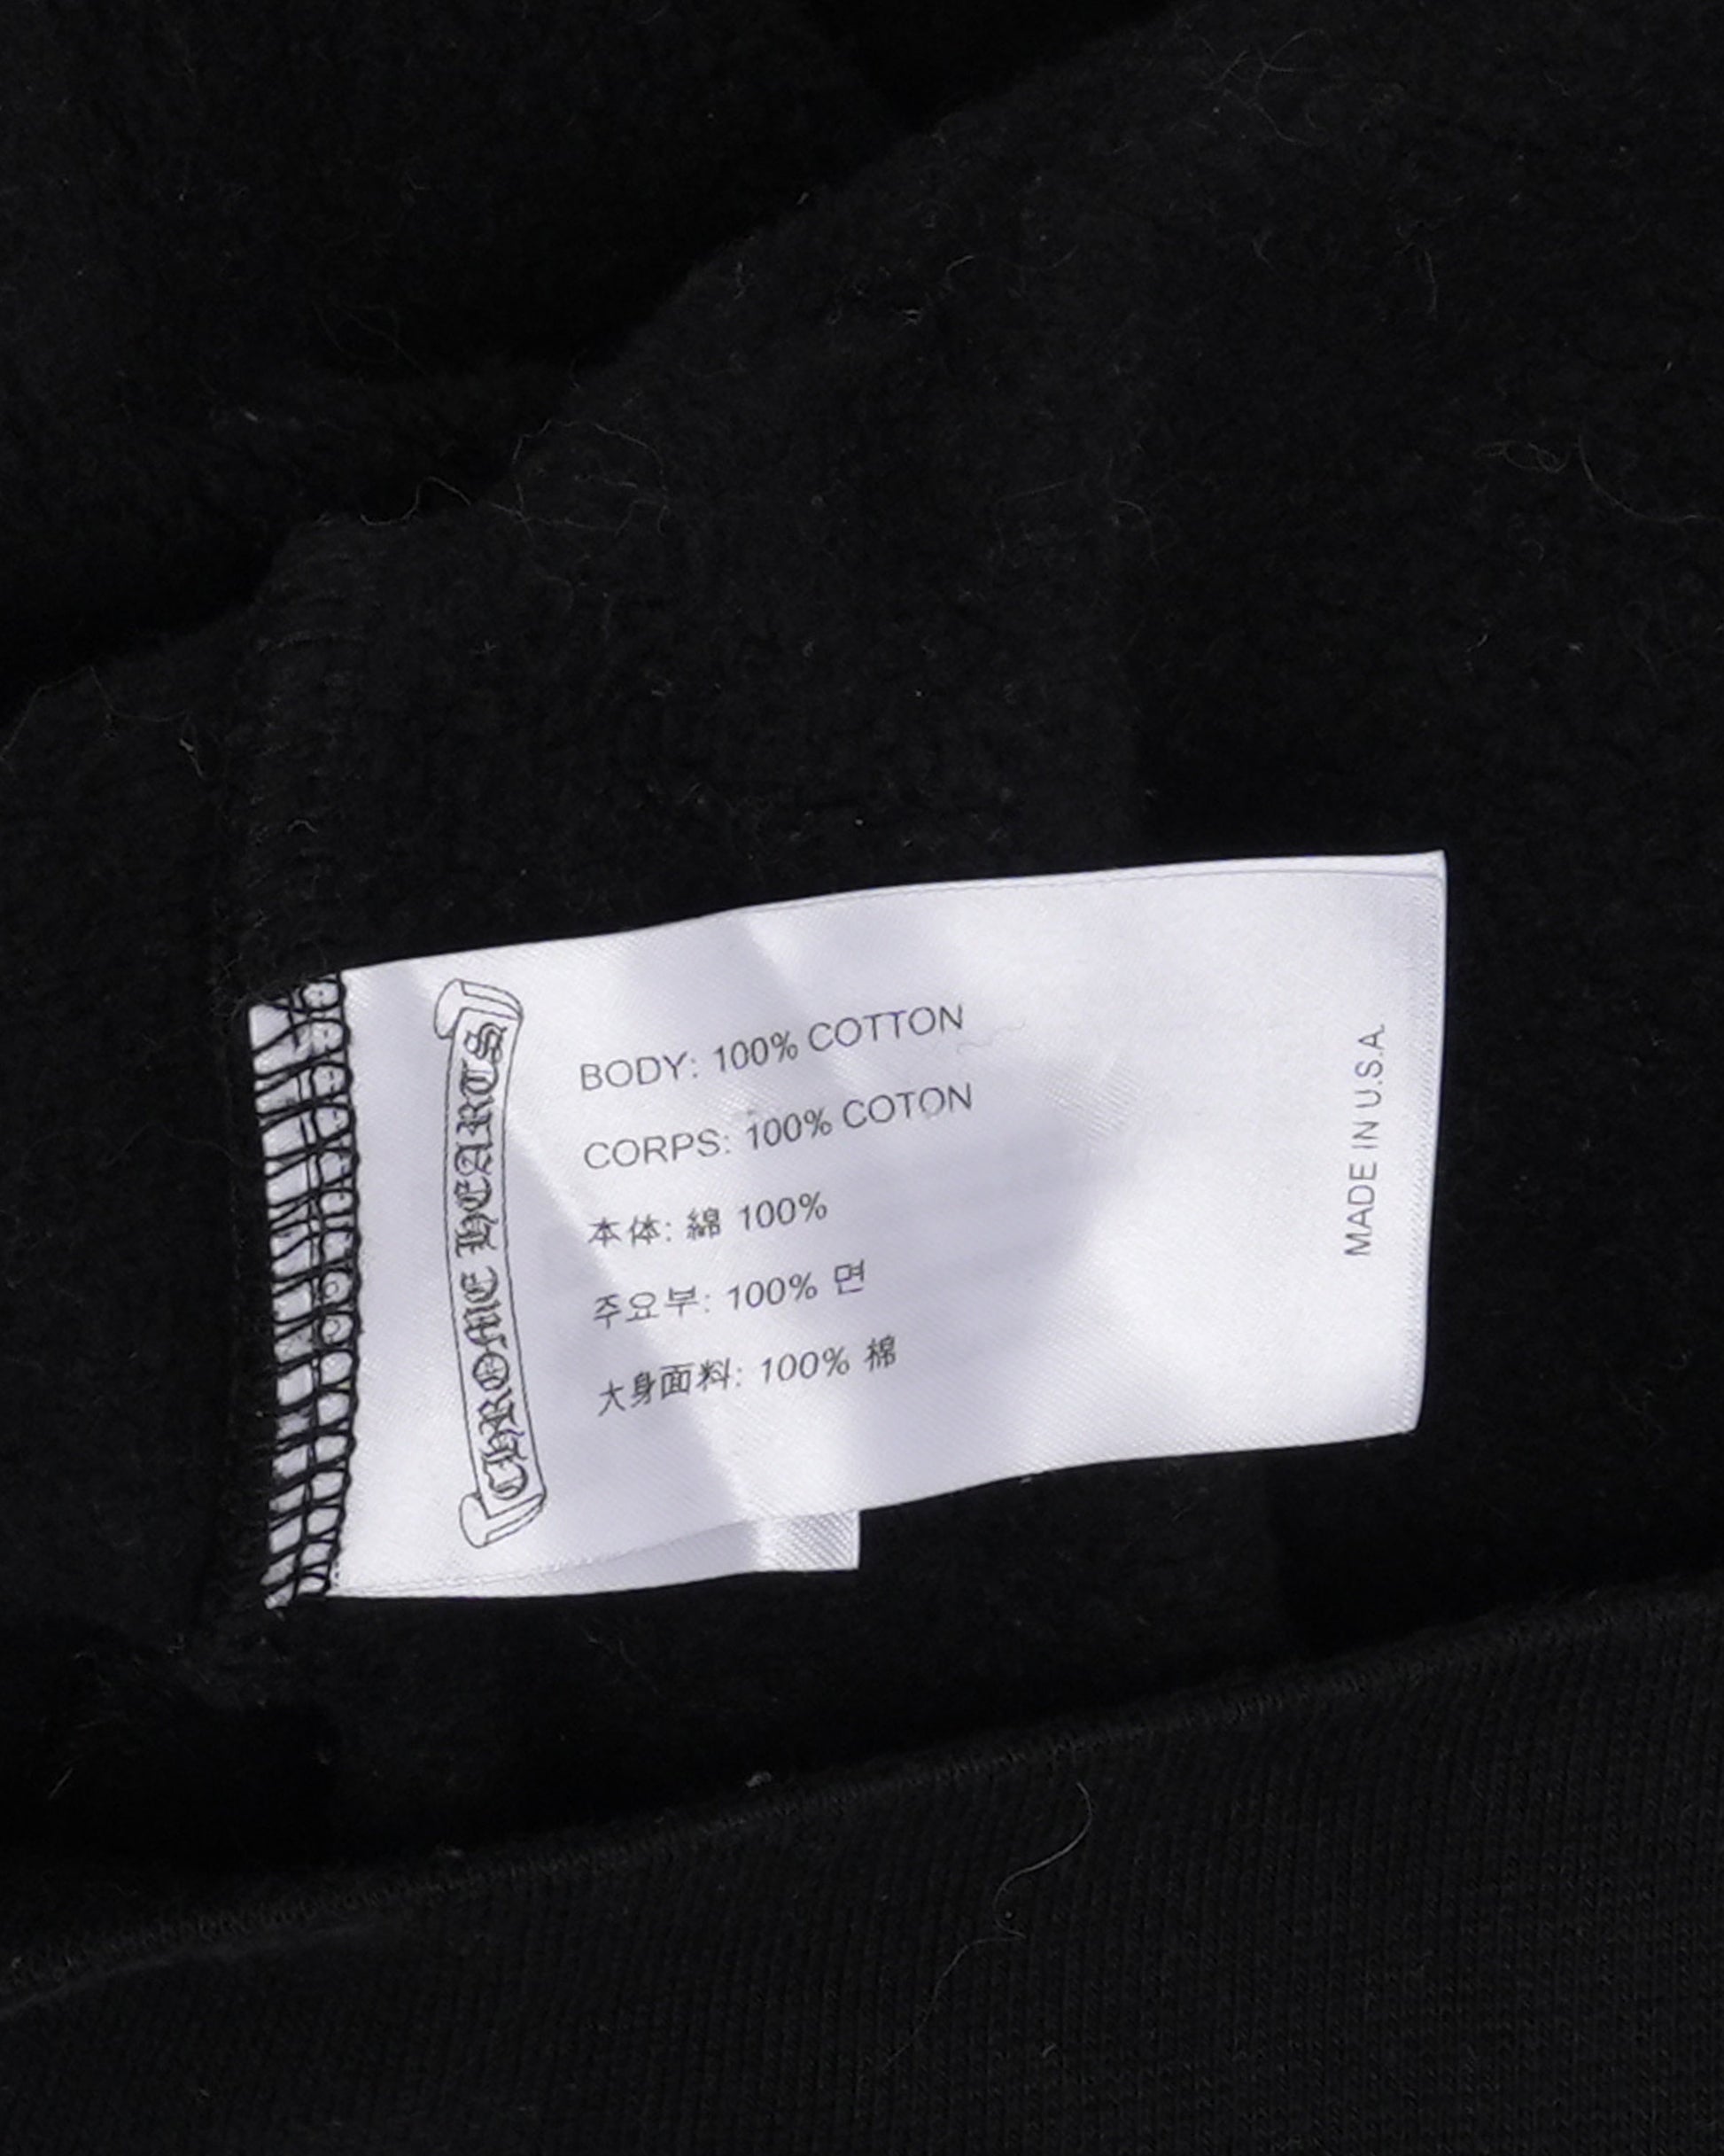 CHROME HEARTS
BODY: 100% COTTON
CORPS: 100% COTON
本体: 綿 100%
주요부: 100% 면
大身面料: 100% 棉
MADE IN U.S.A.